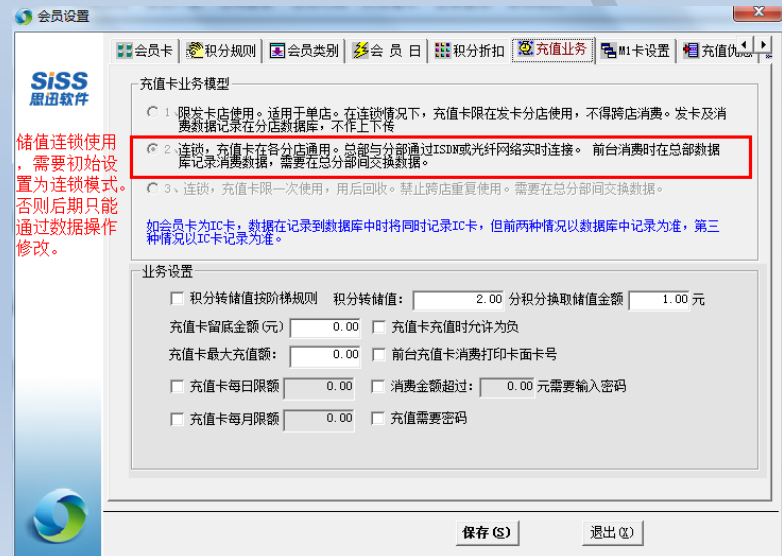 会员设置
会员卡 积分规则 会员类别 会 员 日 积分折扣 充值业务 M1卡设置
SiSS
思迅软件
储值连锁使用
，需要初始设
置为连锁模式。
否则后期只能
通过数据操作
修改。
充值卡业务模型
1、限发卡店使用。适用于单店。在连锁情况下，充值卡限在发卡分店使用，不得跨店消费。发卡及消
费数据记录在分店数据库，不作上下传
2、连锁，充值卡在各分店通用。总部与分部通过ISDN或光纤网络实时连接。 前台消费时在总部数据
库记录消费数据，需要在总分部间交换数据。
3、连锁，充值卡限一次使用，用后回收。禁止跨店重复使用。需要在总分部间交换数据。
如会员卡为IC卡，数据在记录到数据库中时将同时记录IC卡，但前两种情况以数据库中记录为准，第三
种情况以IC卡记录为准。
业务设置
积分转储值按阶梯规则 积分转储值： 2.00 分积分换取储值金额 1.00 元
充值卡留底金额(元) 0.00 充值卡充值时允许为负
充值卡最大充值额： 0.00 前台充值卡消费打印卡面卡号
充值卡每日限额 0.00 消费金额超过： 0.00 元需要输入密码
充值卡每月限额 0.00 充值需要密码
保存(S) 退出(X)